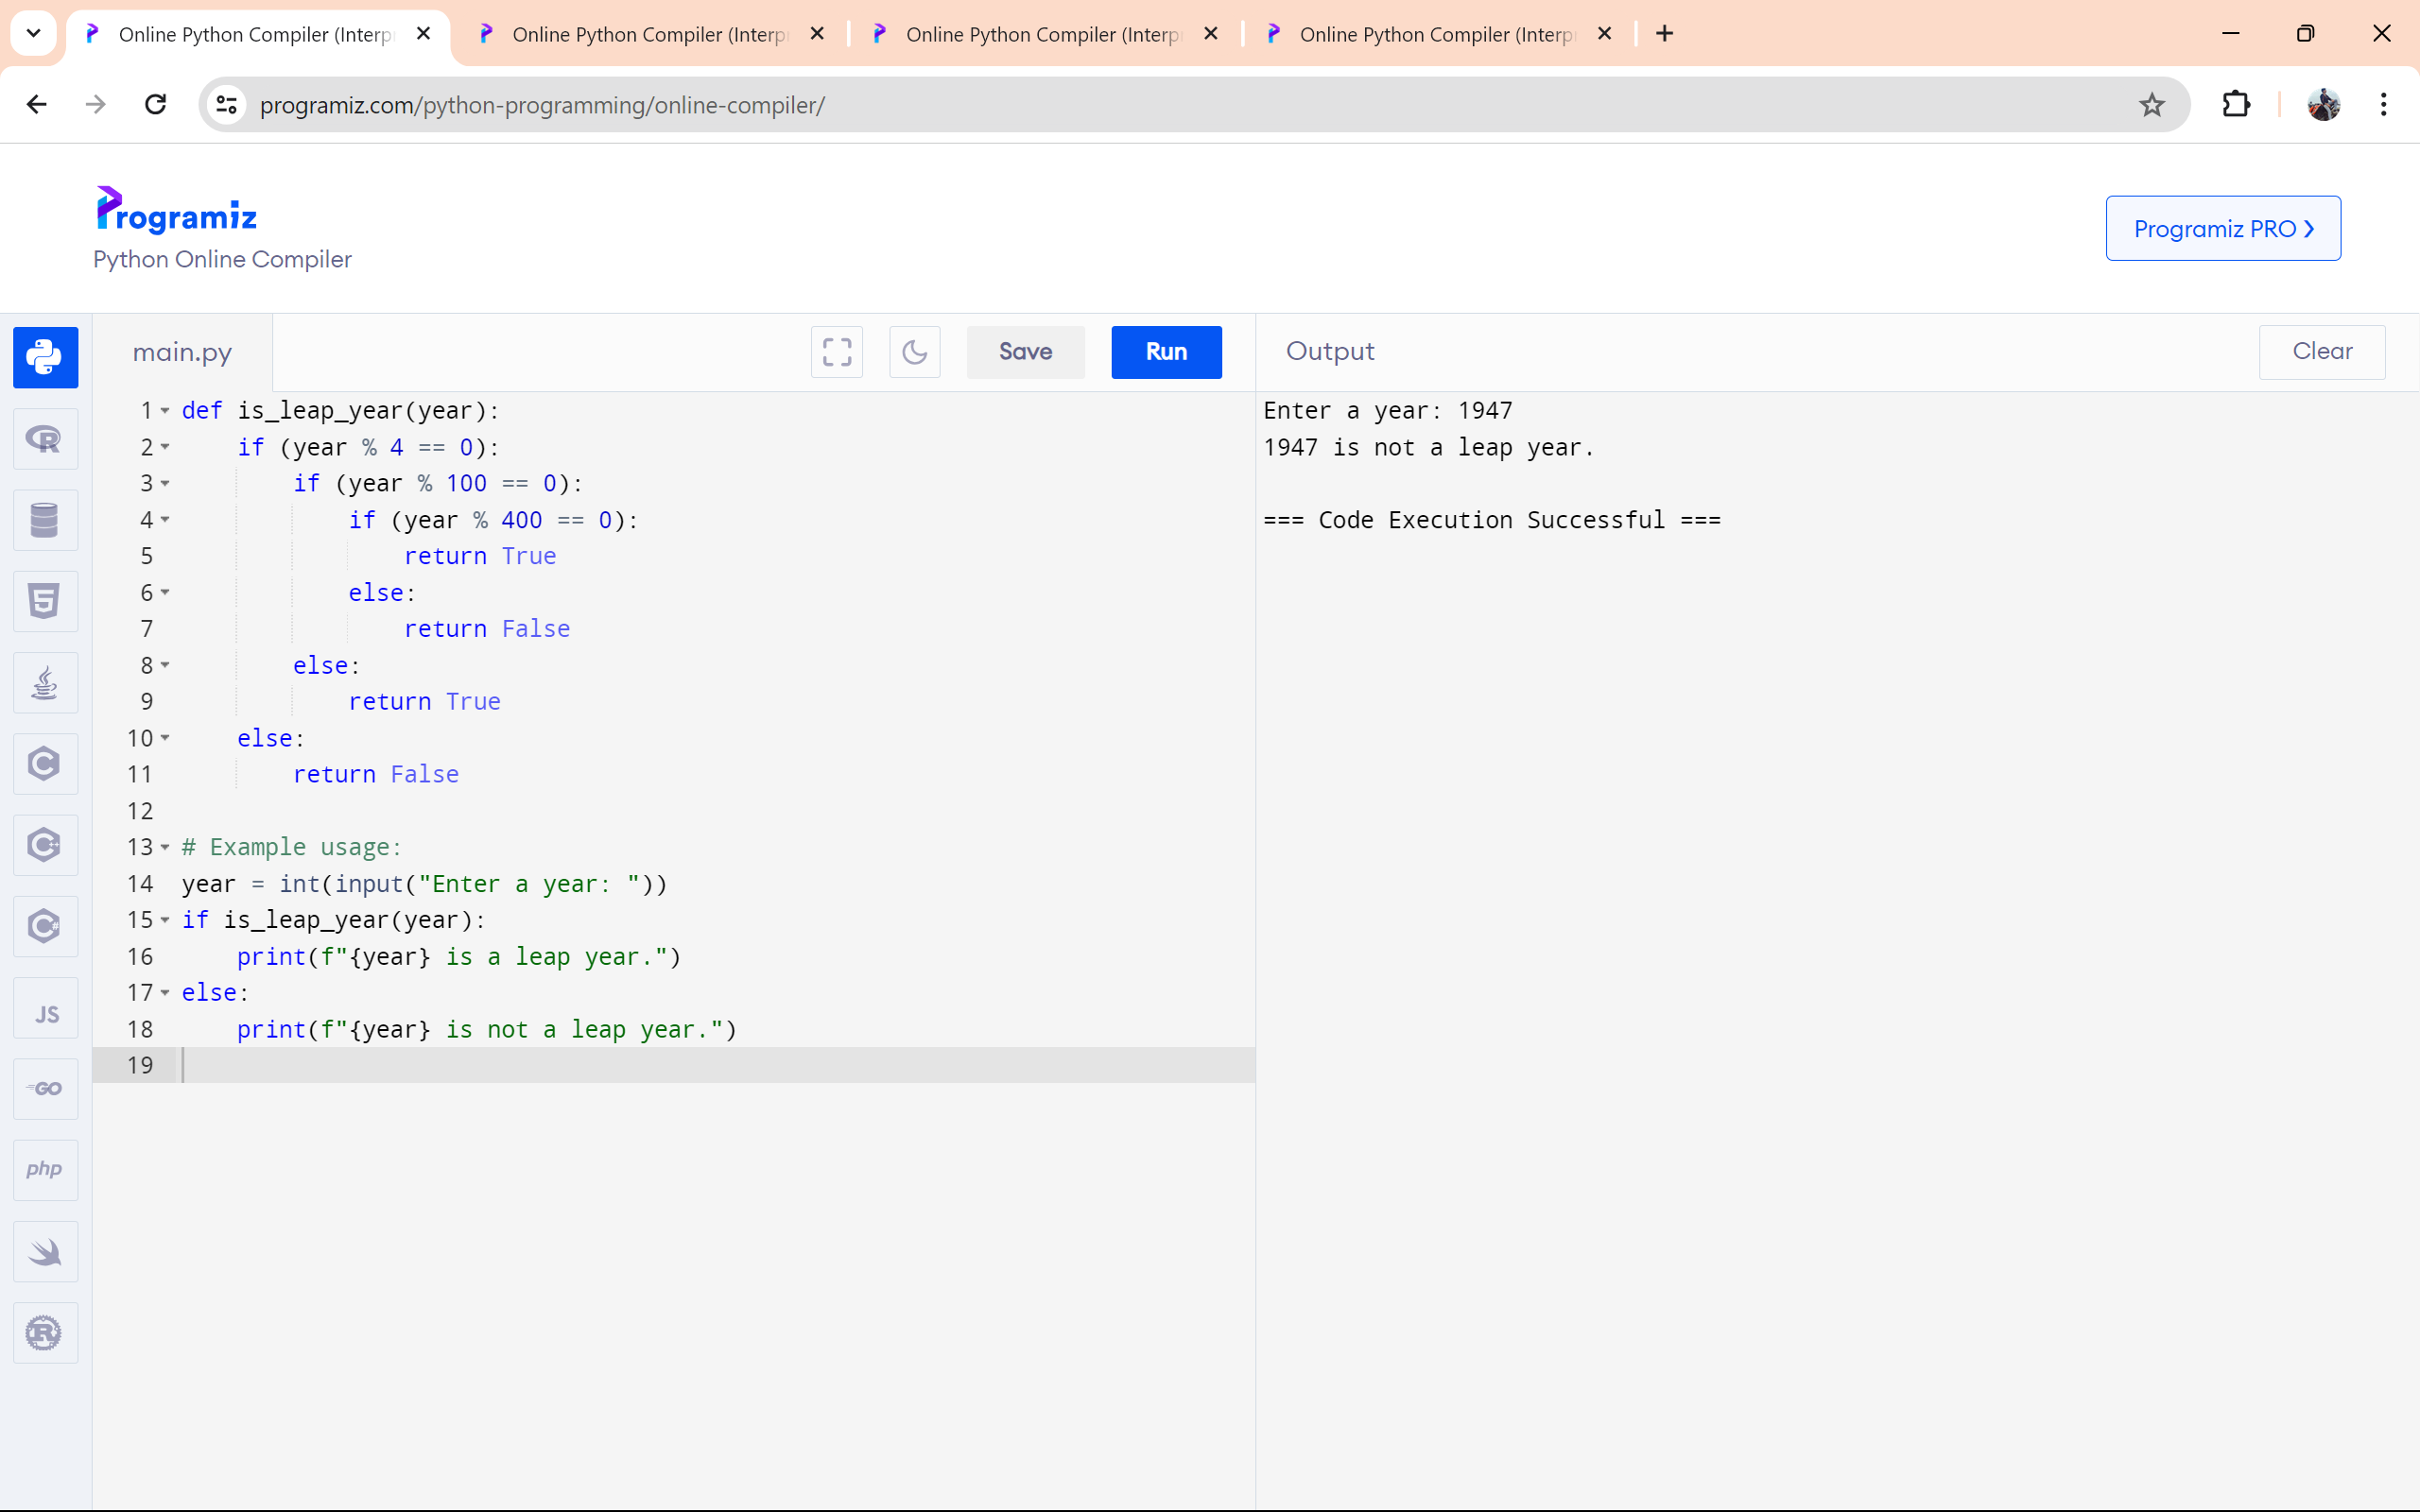 Online Python Compiler (Interp
Online Python Compiler (Interp
Online Python Compiler (Interp
Online Python Compiler (Interp
programiz.com/python-programming/online-compiler/
Programiz
Python Online Compiler
Programiz PRO ❯
main.py
Save
Run
Output
Clear
1 def is_leap_year(year):
2     if (year % 4 == 0):
3         if (year % 100 == 0):
4             if (year % 400 == 0):
5                 return True
6             else:
7                 return False
8         else:
9             return True
10     else:
11         return False
12
13 # Example usage:
14 year = int(input("Enter a year: "))
15 if is_leap_year(year):
16     print(f"{year} is a leap year.")
17 else:
18     print(f"{year} is not a leap year.")
19
Enter a year: 1947
1947 is not a leap year.
=== Code Execution Successful ===
R
5
C
C++
C#
JS
GO
php
R